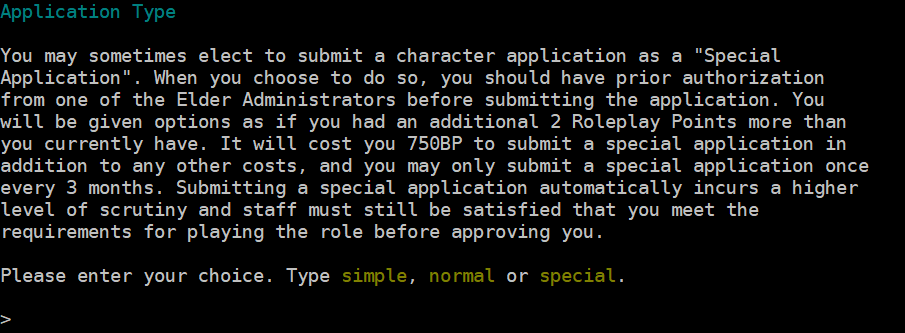 Application Type
You may sometimes elect to submit a character application as a "Special
Application". When you choose to do so, you should have prior authorization
from one of the Elder Administrators before submitting the application. You
will be given options as if you had an additional 2 Roleplay Points more than
you currently have. It will cost you 750BP to submit a special application in
addition to any other costs, and you may only submit a special application once
every 3 months. Submitting a special application automatically incurs a higher
level of scrutiny and staff must still be satisfied that you meet the
requirements for playing the role before approving you.
Please enter your choice. Type simple, normal or special.
>